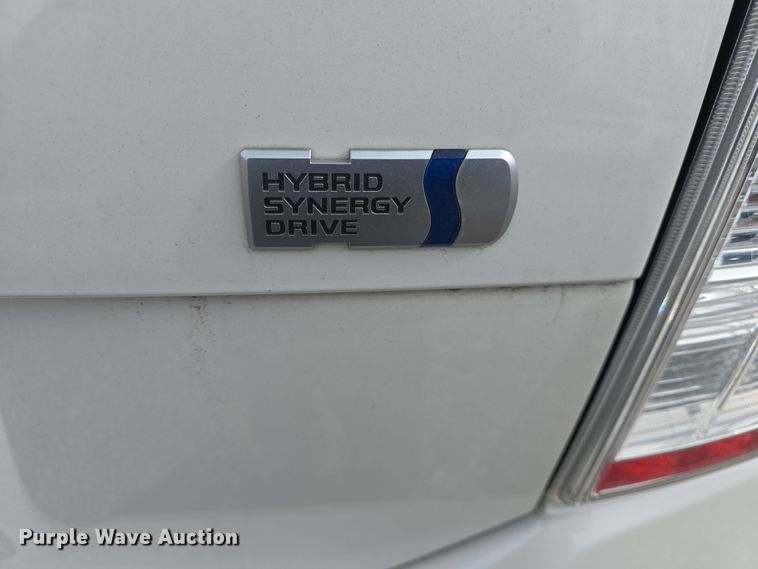 HYBRID
SYNERGY
DRIVE
Purple Wave Auction